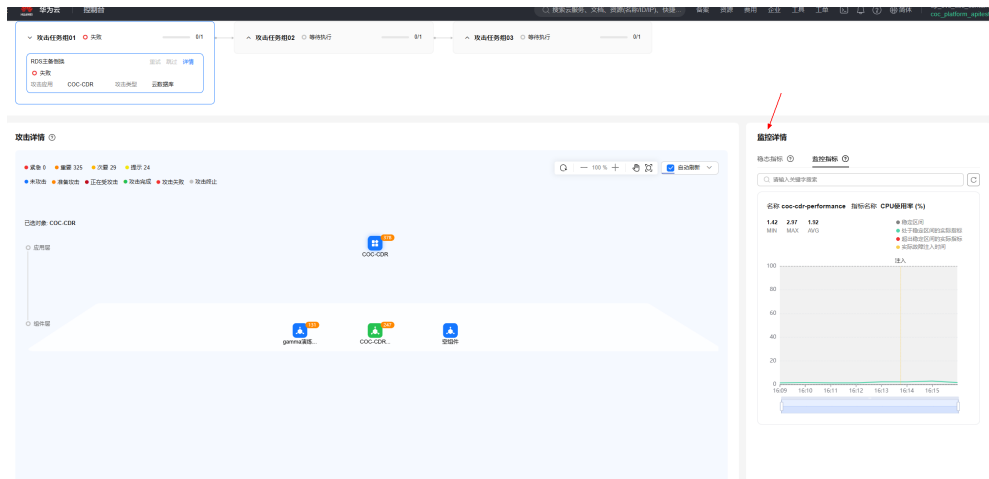 华为云 控制台 搜索云服务、文档、资源(名称/ID/IP)、快捷... 备案 资源 费用 企业 工具 工单 简体
coc_platform_apitest
攻击任务组01 失败 0/1 攻击任务组02 等待执行 0/1 攻击任务组03 等待执行 0/1
RDS主备倒换 重试 跳过 详情
失败
攻击应用 COC-CDR 攻击类型 云数据库
攻击详情
紧急 0 重要 325 次要 29 提示 24
未攻击 准备攻击 正在受攻击 攻击完成 攻击失败 攻击停止
100 % 自动刷新
已选对象: COC-CDR
应用层
378
COC-CDR
组件层
gamma演练...
COC-CDR...
空组件
监控详情
稳态指标 监控指标
请输入关键字搜索
名称 coc-cdr-performance 指标名称 CPU使用率 (%)
1.42 2.97 1.92
MIN MAX AVG
稳定区间
处于稳定区间的实际指标
超出稳定区间的实际指标
实际故障注入时间
注入
100
80
60
40
20
0
16:09 16:10 16:11 16:12 16:13 16:14 16:15